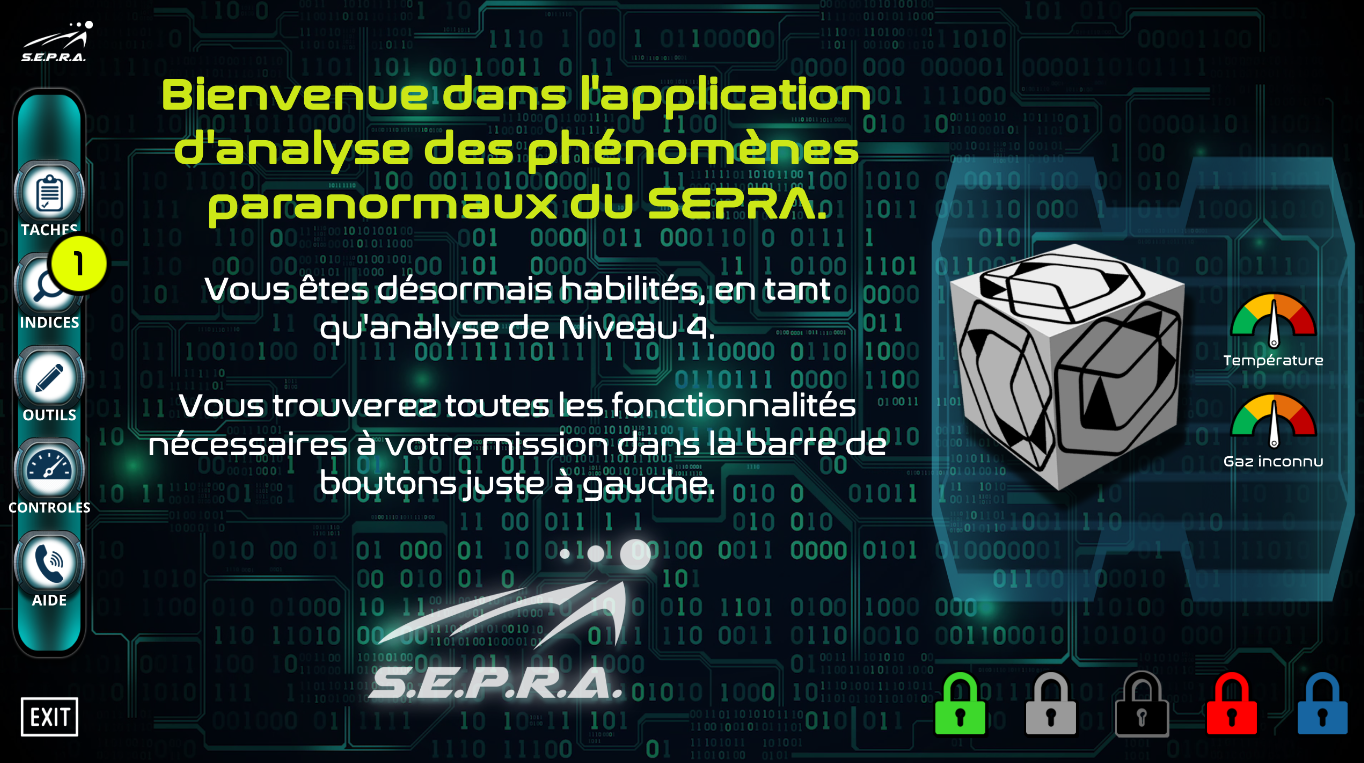 S.E.P.R.A.
Bienvenue dans l'application
d'analyse des phénomènes
paranormaux du SEPRA.
Vous êtes désormais habilités, en tant
qu'analyse de Niveau 4.
Vous trouverez toutes les fonctionnalités
nécessaires à votre mission dans la barre de
boutons juste à gauche.
S.E.P.R.A.
TACHES
1
INDICES
OUTILS
CONTROLES
AIDE
EXIT
Température
Gaz inconnu